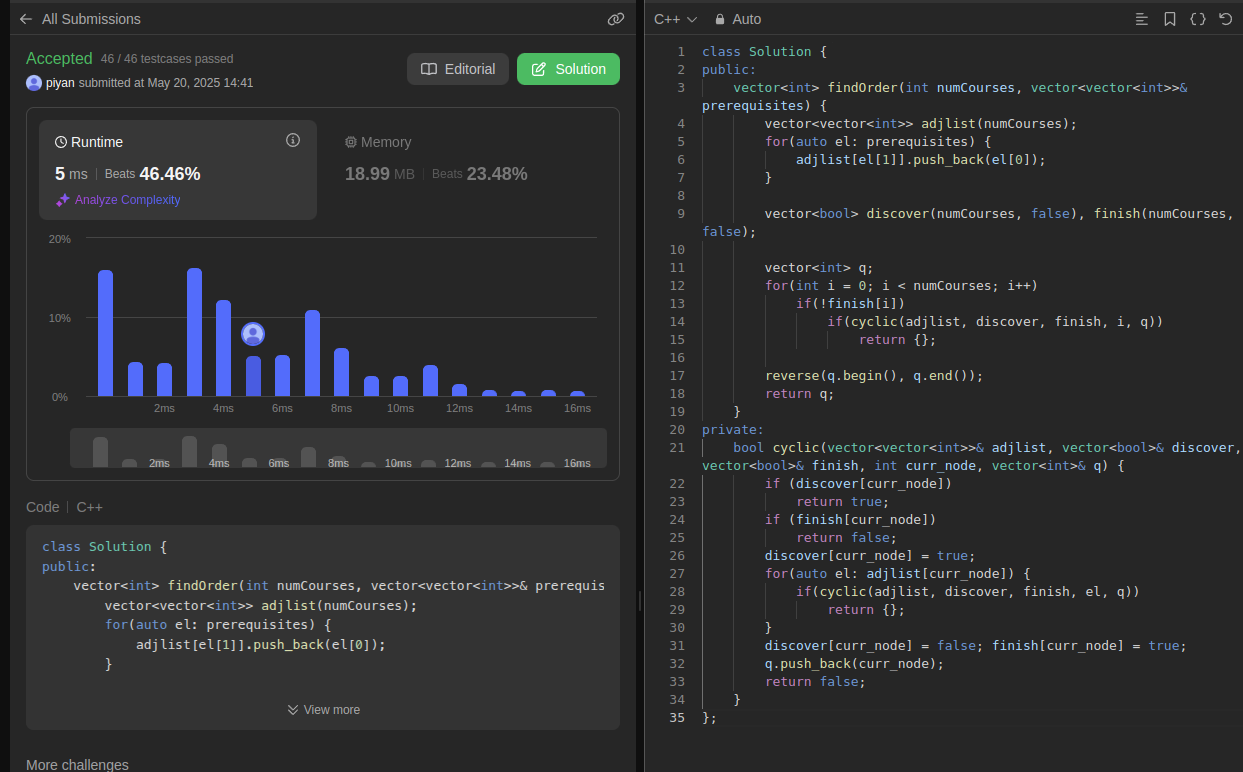 All Submissions
Accepted 46 / 46 testcases passed
piyan submitted at May 20, 2025 14:41
Editorial
Solution
Runtime
5 ms | Beats 46.46%
Analyze Complexity
Memory
18.99 MB | Beats 23.48%
20%
10%
0%
2ms 4ms 6ms 8ms 10ms 12ms 14ms 16ms
2ms 4ms 6ms 8ms 10ms 12ms 14ms 16ms
Code | C++
class Solution {
public:
    vector<int> findOrder(int numCourses, vector<vector<int>>& prerequis
        vector<vector<int>> adjlist(numCourses);
        for(auto el: prerequisites) {
            adjlist[el[1]].push_back(el[0]);
        }
View more
More challenges
C++ Auto
1 class Solution {
2 public:
3     vector<int> findOrder(int numCourses, vector<vector<int>>&
prerequisites) {
4         vector<vector<int>> adjlist(numCourses);
5         for(auto el: prerequisites) {
6             adjlist[el[1]].push_back(el[0]);
7         }
8
9         vector<bool> discover(numCourses, false), finish(numCourses,
false);
10
11         vector<int> q;
12         for(int i = 0; i < numCourses; i++)
13             if(!finish[i])
14                 if(cyclic(adjlist, discover, finish, i, q))
15                     return {};
16
17         reverse(q.begin(), q.end());
18         return q;
19     }
20 private:
21     bool cyclic(vector<vector<int>>& adjlist, vector<bool>& discover,
vector<bool>& finish, int curr_node, vector<int>& q) {
22         if (discover[curr_node])
23             return true;
24         if (finish[curr_node])
25             return false;
26         discover[curr_node] = true;
27         for(auto el: adjlist[curr_node]) {
28             if(cyclic(adjlist, discover, finish, el, q))
29                 return {};
30         }
31         discover[curr_node] = false; finish[curr_node] = true;
32         q.push_back(curr_node);
33         return false;
34     }
35 };